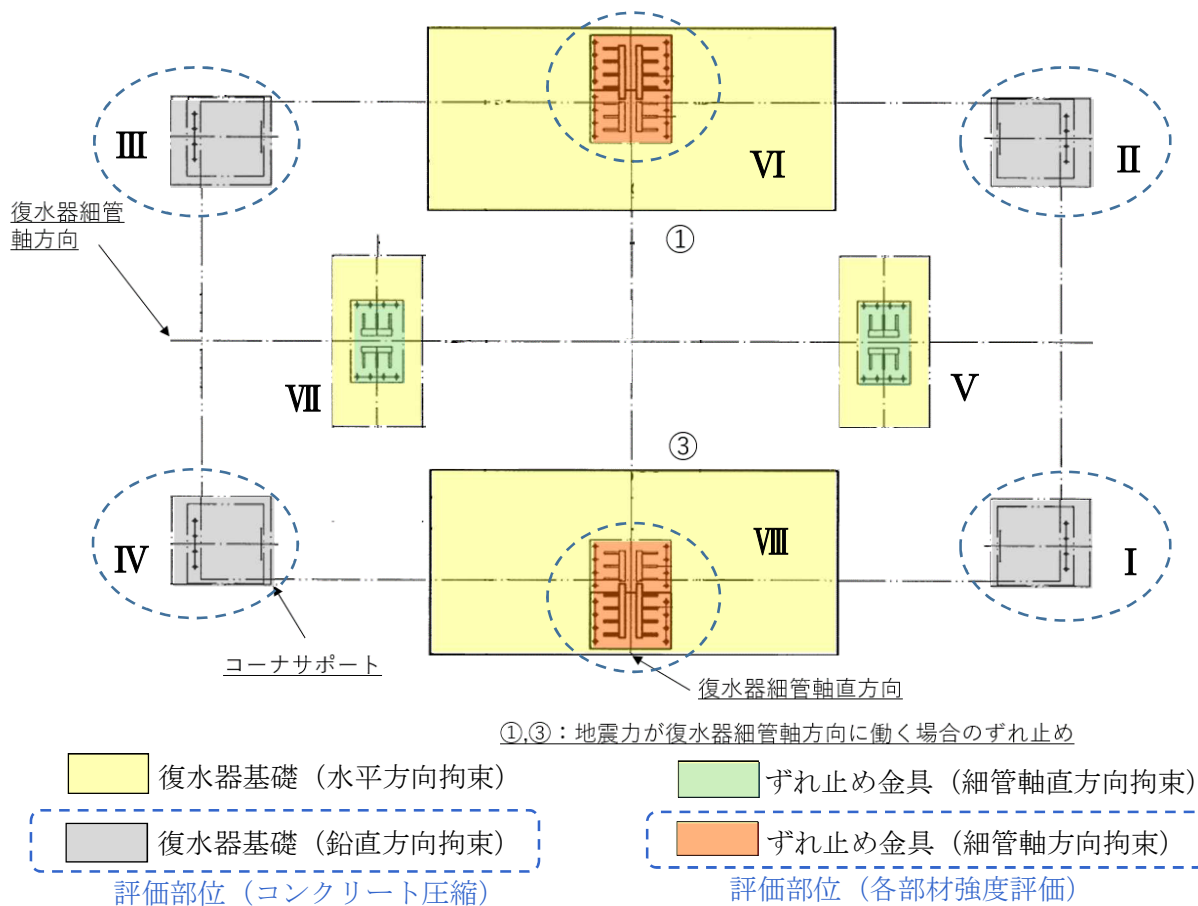 Ⅲ
Ⅱ
Ⅵ
復水器細管
軸方向
①
Ⅶ
Ⅴ
③
Ⅳ
Ⅷ
Ⅰ
コーナサポート
復水器細管軸直方向
①,③：地震力が復水器細管軸方向に働く場合のずれ止め
復水器基礎（水平方向拘束）
ずれ止め金具（細管軸直方向拘束）
復水器基礎（鉛直方向拘束）
ずれ止め金具（細管軸方向拘束）
評価部位（コンクリート圧縮）
評価部位（各部材強度評価）